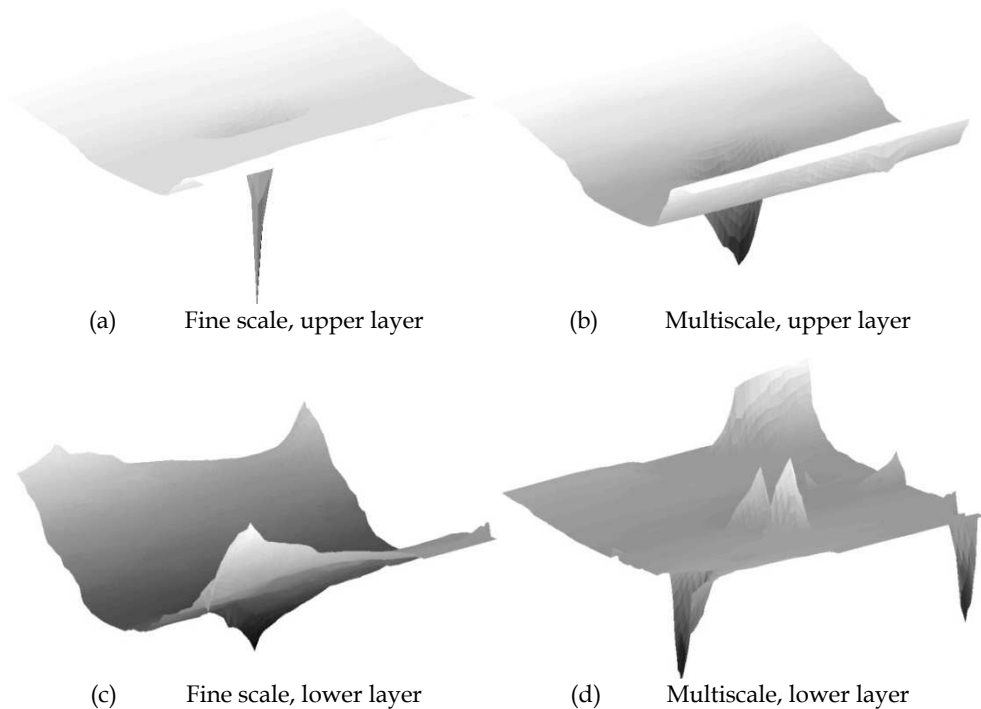 (a) Fine scale, upper layer
(b) Multiscale, upper layer
(c) Fine scale, lower layer
(d) Multiscale, lower layer